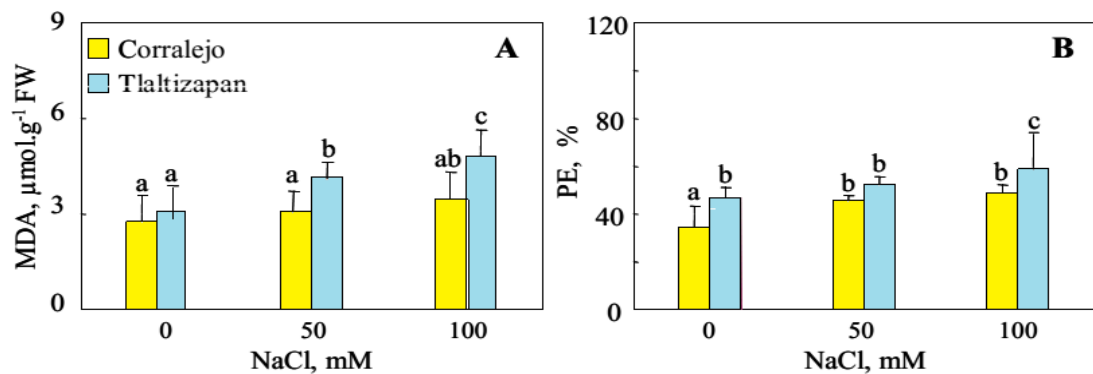 A
Corralejo
Tlaltizapan
MDA, µmol.g⁻¹ FW
9
6
3
0
a a
a b
ab c
0 50 100
NaCl, mM
B
PE, %
120
80
40
0
a b
b b
b c
0 50 100
NaCl, mM